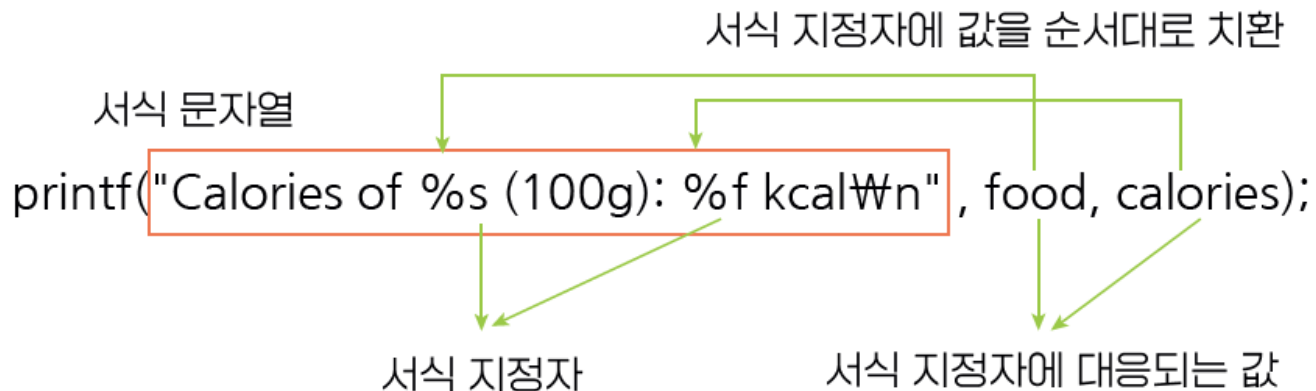 서식 지정자에 값을 순서대로 치환
서식 문자열
printf("Calories of %s (100g): %f kcal₩n" , food, calories);
서식 지정자
서식 지정자에 대응되는 값